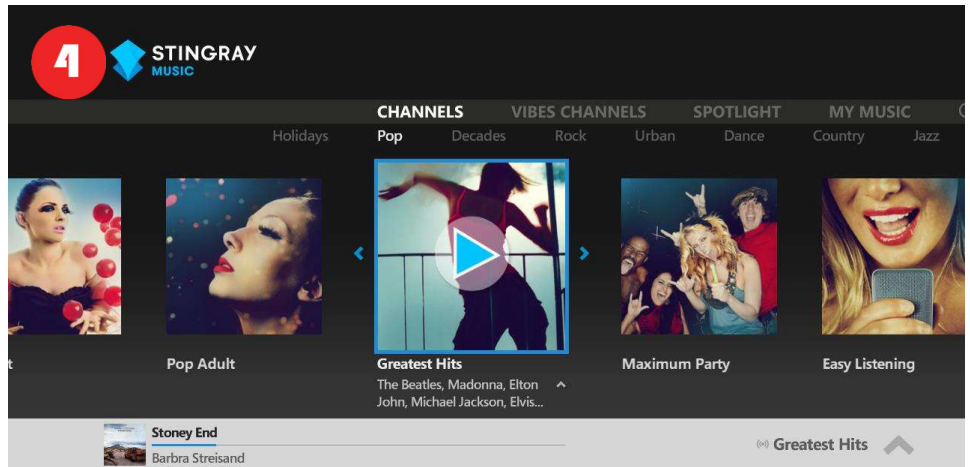 4
STINGRAY
MUSIC
CHANNELS VIBES CHANNELS SPOTLIGHT MY MUSIC
Holidays Pop Decades Rock Urban Dance Country Jazz
t Pop Adult Greatest Hits Maximum Party Easy Listening
The Beatles, Madonna, Elton
John, Michael Jackson, Elvis...
Stoney End
Barbra Streisand
Greatest Hits